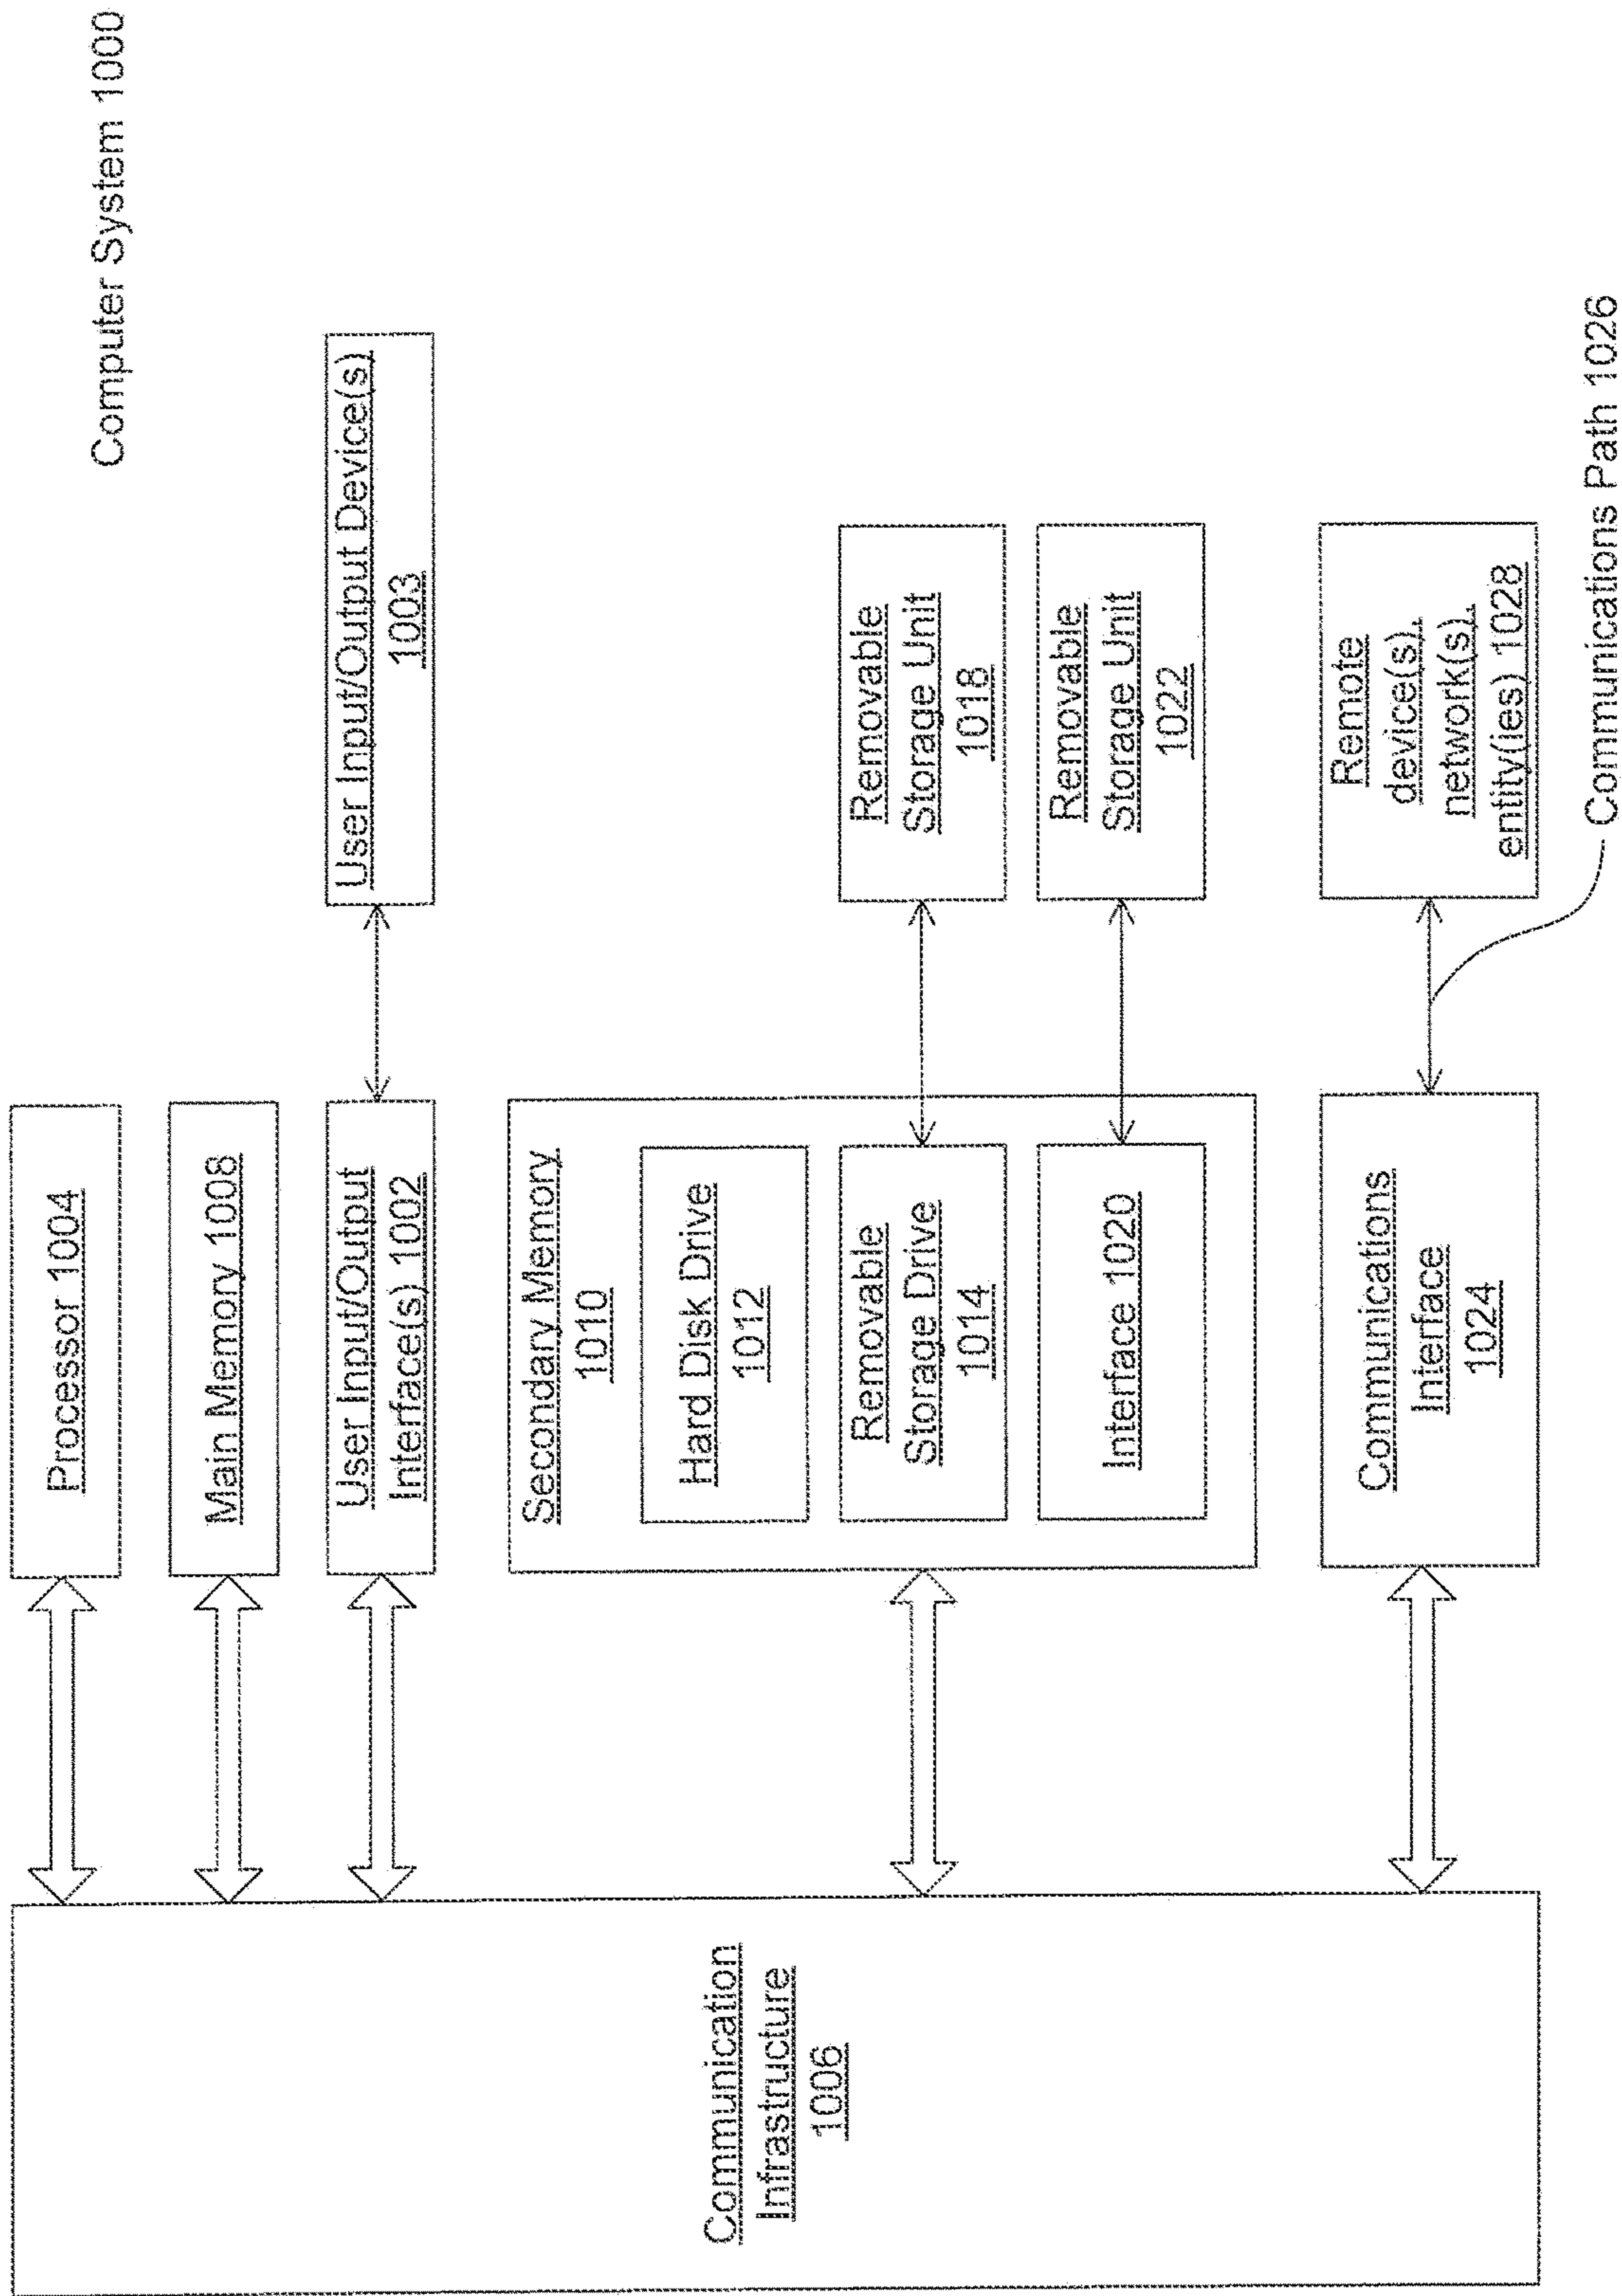 Computer System 1000
Processor 1004
Main Memory 1008
User Input/Output
Interface(s) 1002
User Input/Output Device(s)
1003
Communication
Infrastructure
1006
Secondary Memory
1010
Hard Disk Drive
1012
Removable
Storage Drive
1014
Removable
Storage Unit
1018
Interface 1020
Removable
Storage Unit
1022
Communications
Interface
1024
Remote
device(s),
network(s),
entity(ies) 1028
Communications Path 1026